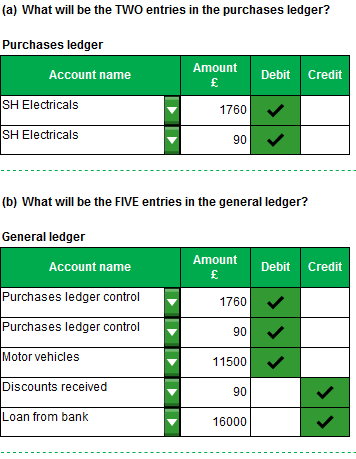 (a) What will be the TWO entries in the purchases ledger?
Purchases ledger
Account name Amount £ Debit Credit
SH Electricals 1760 ✔
SH Electricals 90 ✔
(b) What will be the FIVE entries in the general ledger?
General ledger
Account name Amount £ Debit Credit
Purchases ledger control 1760 ✔
Purchases ledger control 90 ✔
Motor vehicles 11500 ✔
Discounts received 90 ✔
Loan from bank 16000 ✔